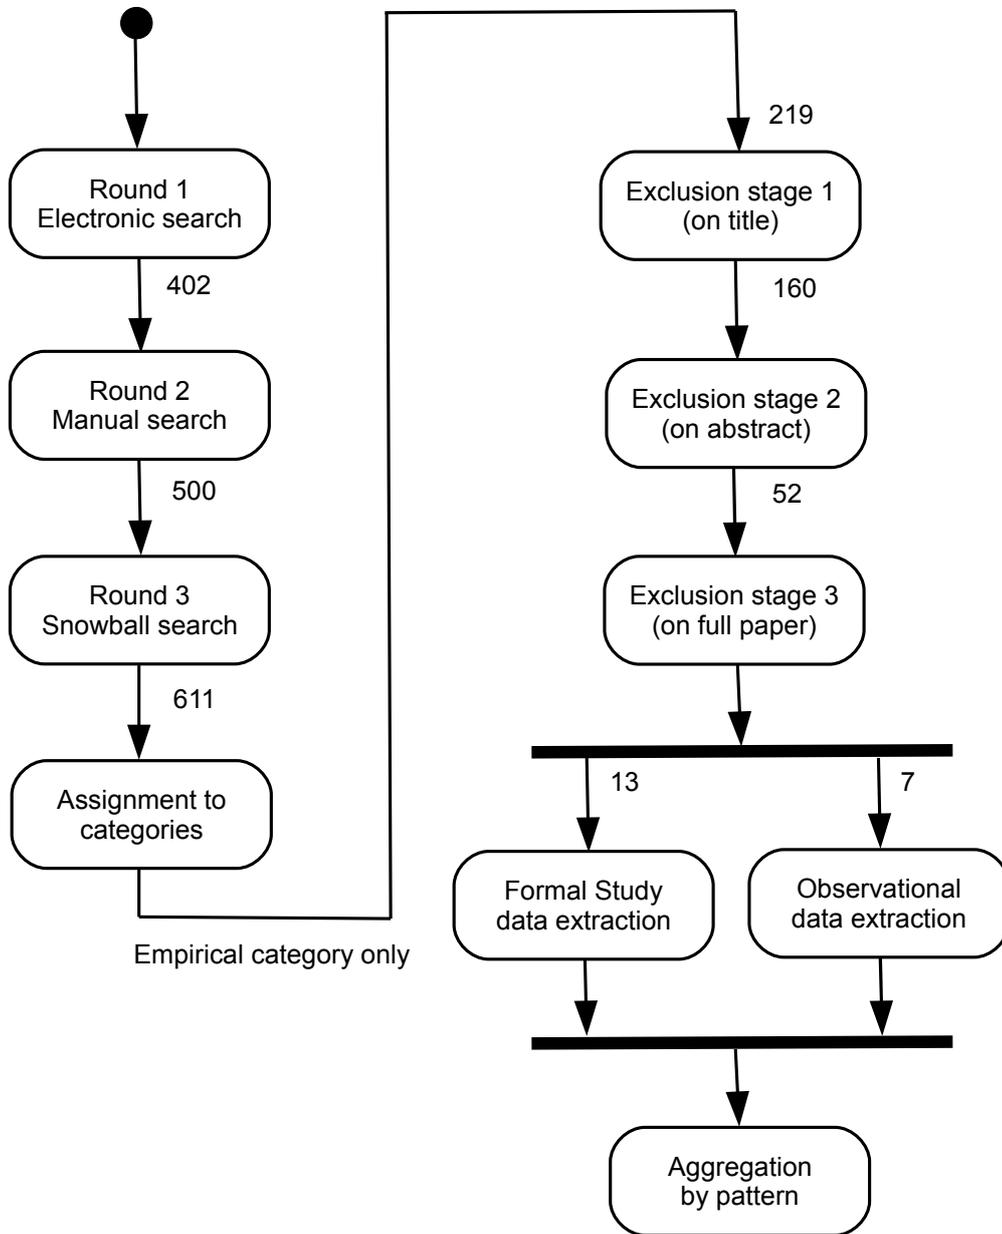 Round 1
Electronic search
402
Round 2
Manual search
500
Round 3
Snowball search
611
Assignment to
categories
Empirical category only
219
Exclusion stage 1
(on title)
160
Exclusion stage 2
(on abstract)
52
Exclusion stage 3
(on full paper)
13
7
Formal Study
data extraction
Observational
data extraction
Aggregation
by pattern